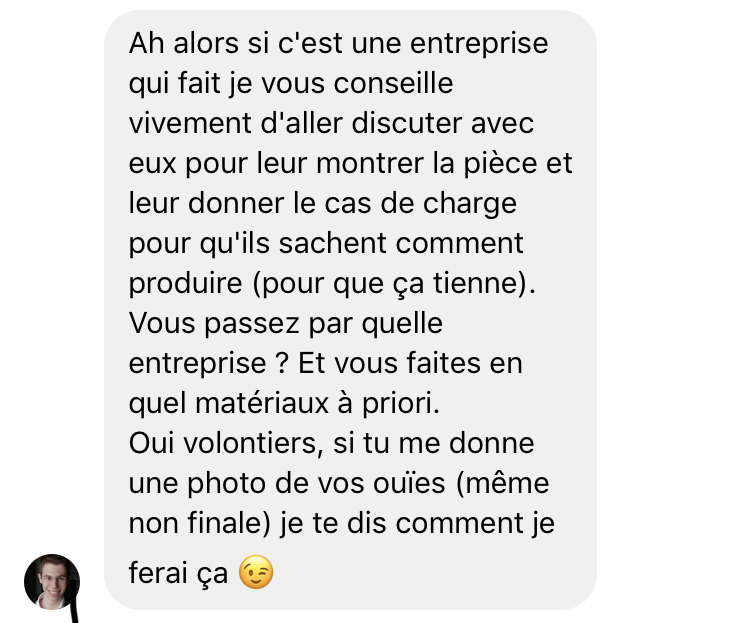 Ah alors si c'est une entreprise
qui fait je vous conseille
vivement d'aller discuter avec
eux pour leur montrer la pièce et
leur donner le cas de charge
pour qu'ils sachent comment
produire (pour que ça tienne).
Vous passez par quelle
entreprise ? Et vous faites en
quel matériaux à priori.
Oui volontiers, si tu me donne
une photo de vos ouïes (même
non finale) je te dis comment je
ferai ça 😉